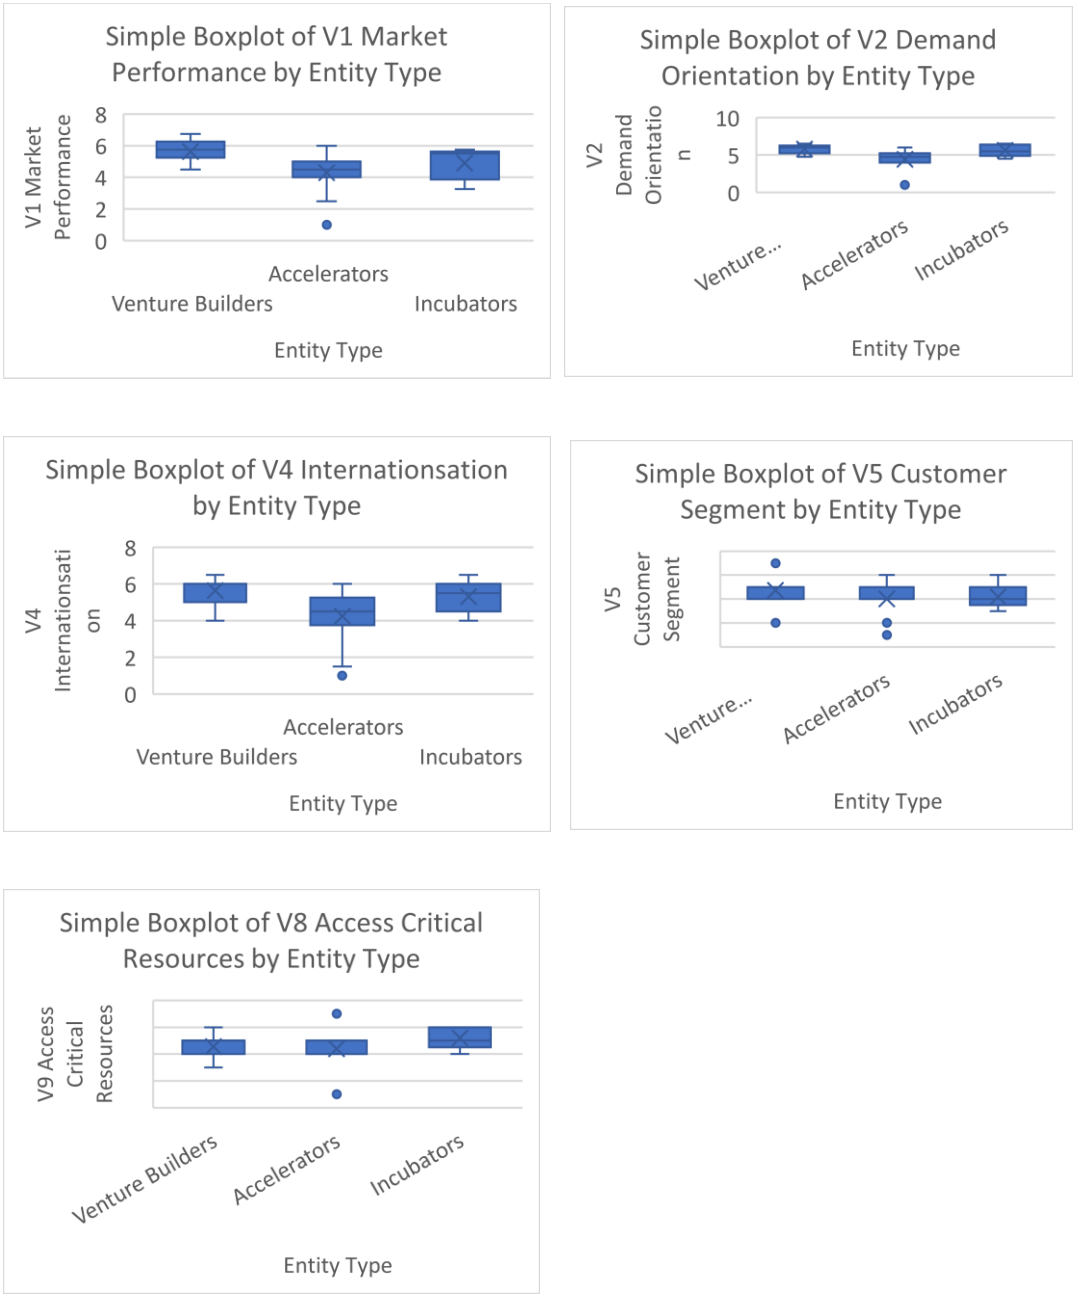 Simple Boxplot of V1 Market
Performance by Entity Type
V1 Market
Performance
8
6
4
2
0
Accelerators
Venture Builders
Incubators
Entity Type
Simple Boxplot of V2 Demand
Orientation by Entity Type
V2
Demand
Orientatio
n
10
5
0
Venture...
Accelerators
Incubators
Entity Type
Simple Boxplot of V4 Internationsation
by Entity Type
V4
Internationsati
on
8
6
4
2
0
Accelerators
Venture Builders
Incubators
Entity Type
Simple Boxplot of V5 Customer
Segment by Entity Type
V5
Customer
Segment
Venture...
Accelerators
Incubators
Entity Type
Simple Boxplot of V8 Access Critical
Resources by Entity Type
V9 Access
Critical
Resources
Venture Builders
Accelerators
Incubators
Entity Type